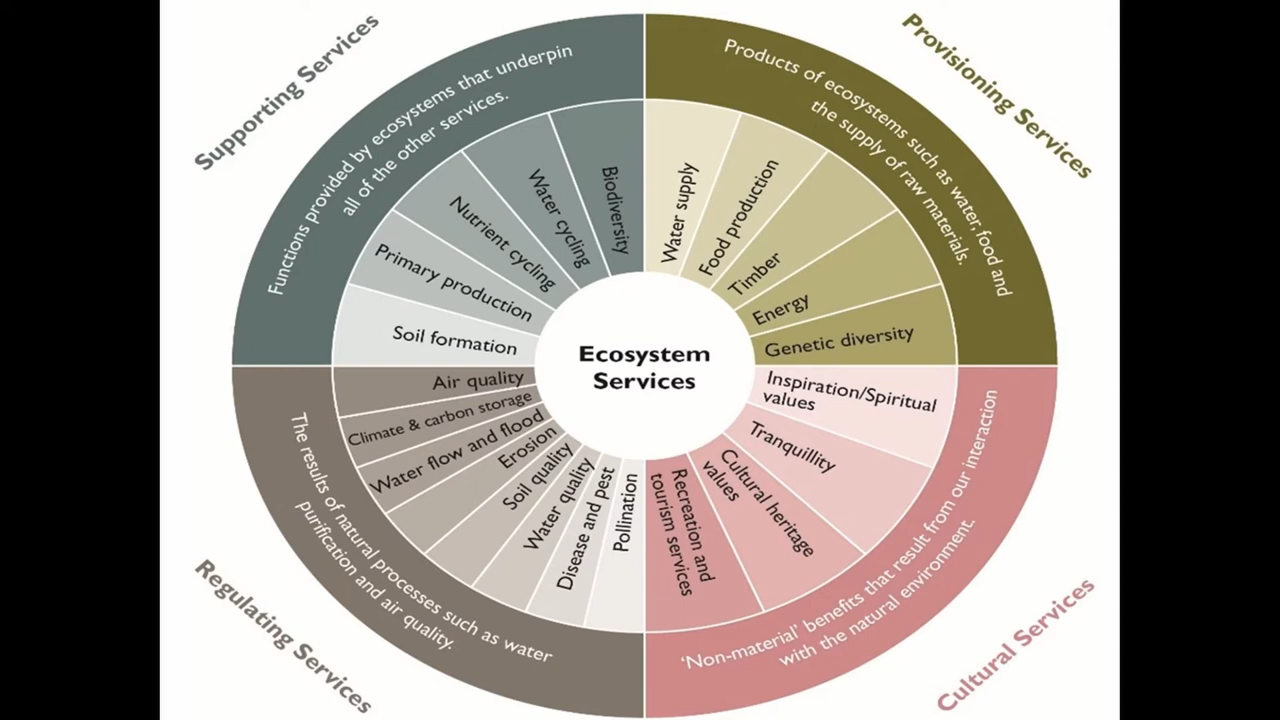 Supporting Services
Functions provided by ecosystems that underpin
all of the other services.
Soil formation
Primary production
Nutrient cycling
Water cycling
Biodiversity
Provisioning Services
Products of ecosystems such as water, food and
the supply of raw materials.
Water supply
Food production
Timber
Energy
Genetic diversity
Ecosystem
Services
Regulating Services
The results of natural processes such as water
purification and air quality.
Air quality
Climate & carbon storage
Water flow and flood
Erosion
Soil quality
Water quality
Disease and pest
Pollination
Cultural Services
'Non-material' benefits that result from our interaction
with the natural environment.
Inspiration/Spiritual
values
Tranquillity
Cultural heritage
values
Recreation and
tourism services